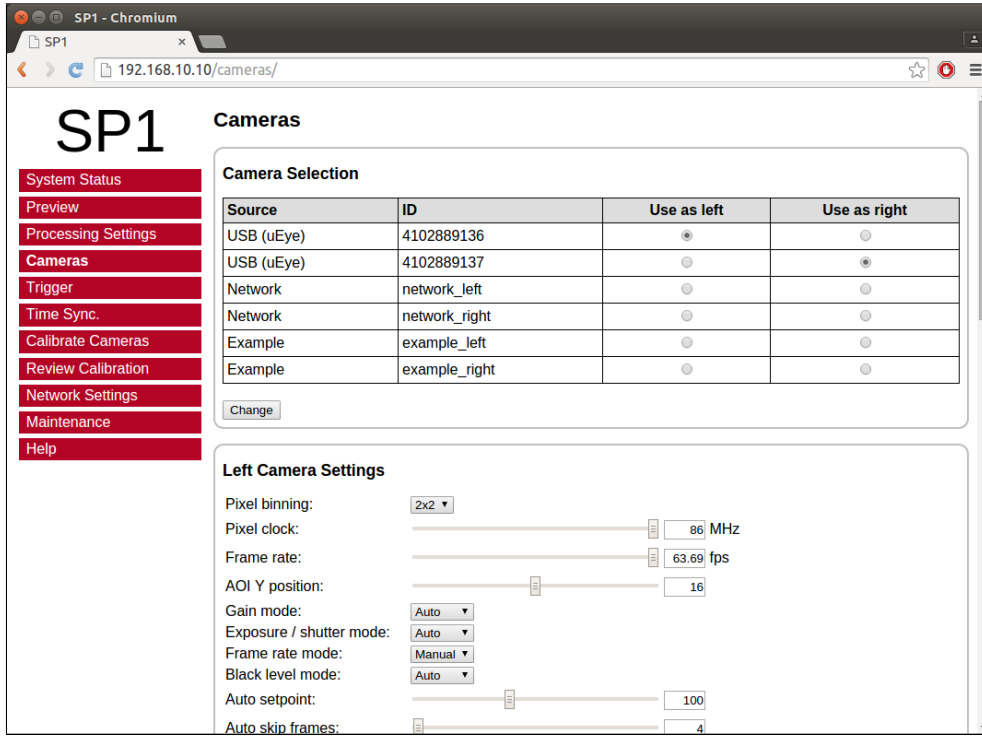 SP1 - Chromium
SP1
192.168.10.10/cameras/
SP1
System Status
Preview
Processing Settings
Cameras
Trigger
Time Sync.
Calibrate Cameras
Review Calibration
Network Settings
Maintenance
Help
Cameras
Camera Selection
Source ID Use as left Use as right
USB (uEye) 4102889136
USB (uEye) 4102889137
Network network_left
Network network_right
Example example_left
Example example_right
Change
Left Camera Settings
Pixel binning: 2x2
Pixel clock: 86 MHz
Frame rate: 63.69 fps
AOI Y position: 16
Gain mode: Auto
Exposure / shutter mode: Auto
Frame rate mode: Manual
Black level mode: Auto
Auto setpoint: 100
Auto skip frames: 4